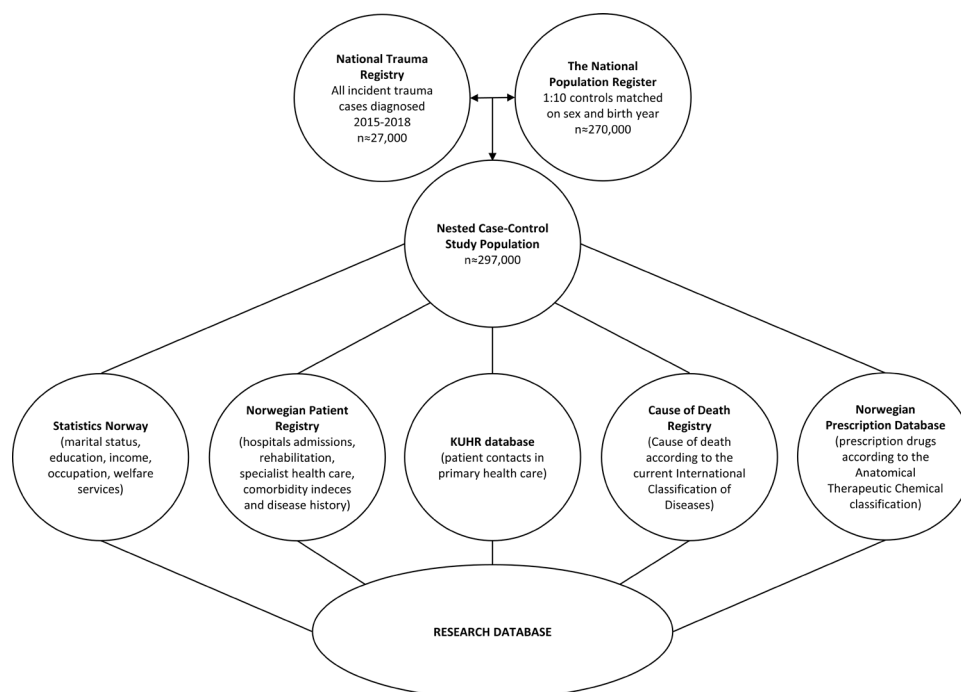 National Trauma
Registry
All incident trauma
cases diagnosed
2015-2018
n≈27,000
The National
Population Register
1:10 controls matched
on sex and birth year
n≈270,000
Nested Case-Control
Study Population
n≈297,000
Statistics Norway
(marital status,
education, income,
occupation, welfare
services)
Norwegian Patient
Registry
(hospitals admissions,
rehabilitation,
specialist health care,
comorbidity indeces
and disease history)
KUHR database
(patient contacts in
primary health care)
Cause of Death
Registry
(Cause of death
according to the
current International
Classification of
Diseases)
Norwegian
Prescription Database
(prescription drugs
according to the
Anatomical
Therapeutic Chemical
classification)
RESEARCH DATABASE